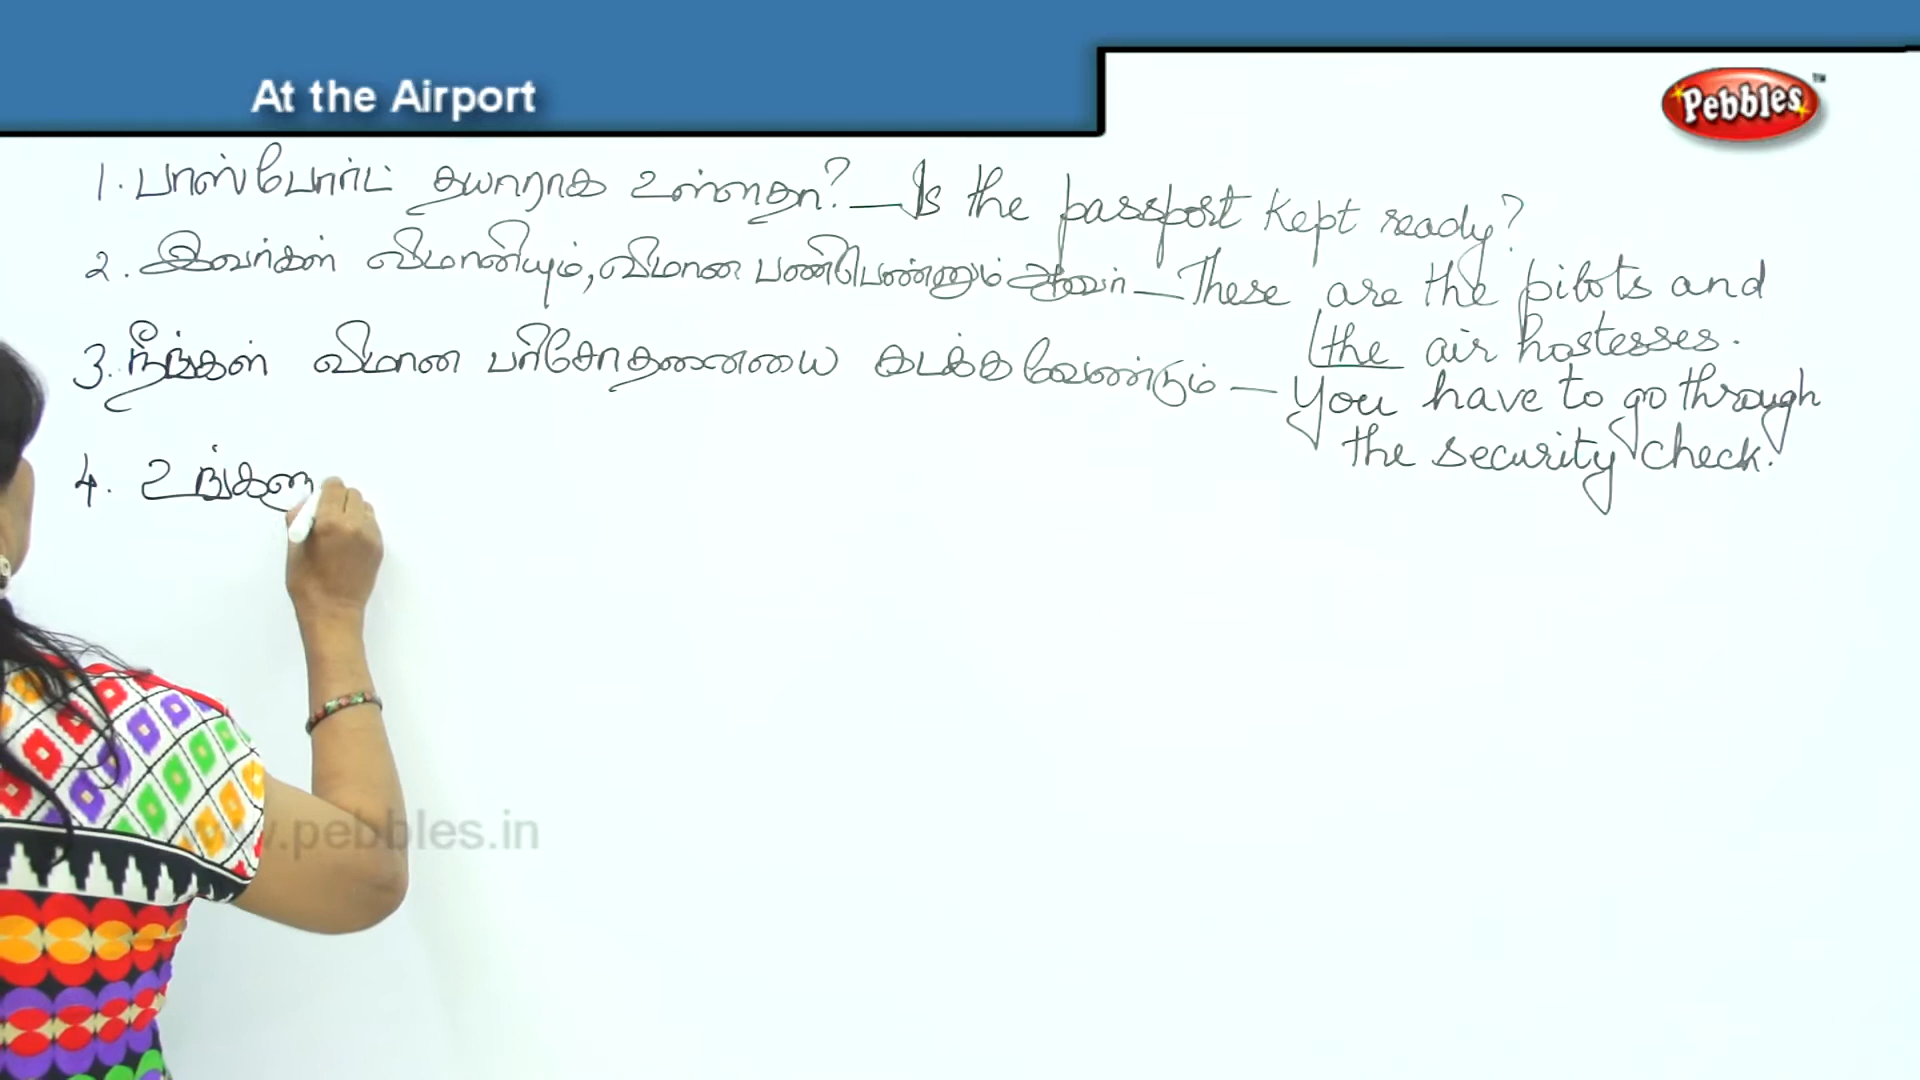 At the Airport
Pebbles™
1. பாஸ்போர்ட் தயாராக உள்ளதா? — Is the passport kept ready?
2. இவர்கள் விமானியும், விமான பணிபெண்ணும் ஆவர் — These are the pilots and
the air hostesses.
3. நீங்கள் விமான பரிசோதனையை கடக்க வேண்டும் — You have to go through
the security check.
4. உங்களு
www.pebbles.in